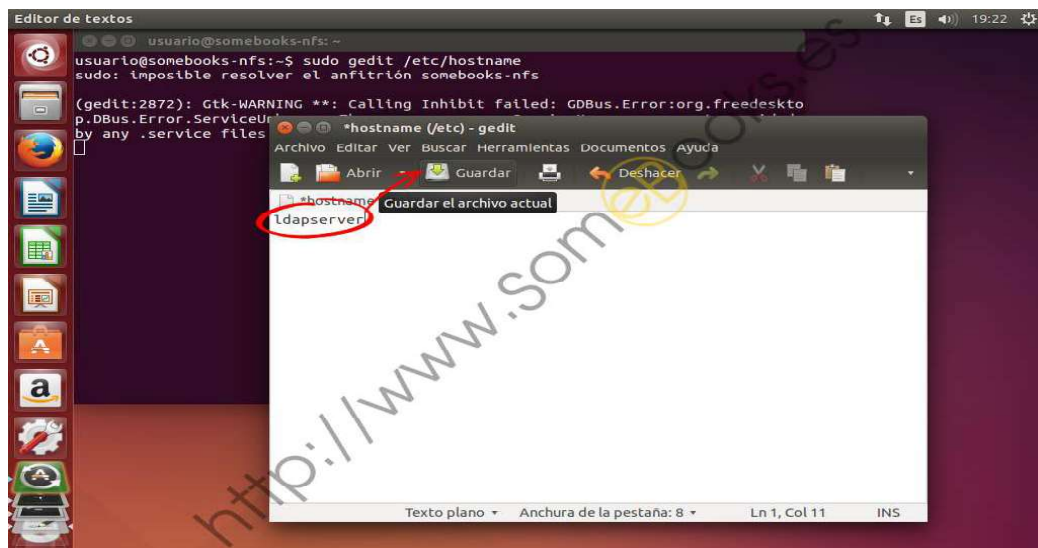 Editor de textos
Es
19:22
usuario@somebooks-nfs: ~
usuario@somebooks-nfs:~$ sudo gedit /etc/hostname
sudo: imposible resolver el anfitrión somebooks-nfs
(gedit:2872): Gtk-WARNING **: Calling Inhibit failed: GDBus.Error:org.freedeskto
p.DBus.Error.ServiceUn
by any .service files
*hostname (/etc) - gedit
Archivo Editar Ver Buscar Herramientas Documentos Ayuda
Abrir Guardar Deshacer
*hostname
Guardar el archivo actual
ldapserver
Texto plano Anchura de la pestaña: 8 Ln 1, Col 11 INS
http://www.somebooks.es